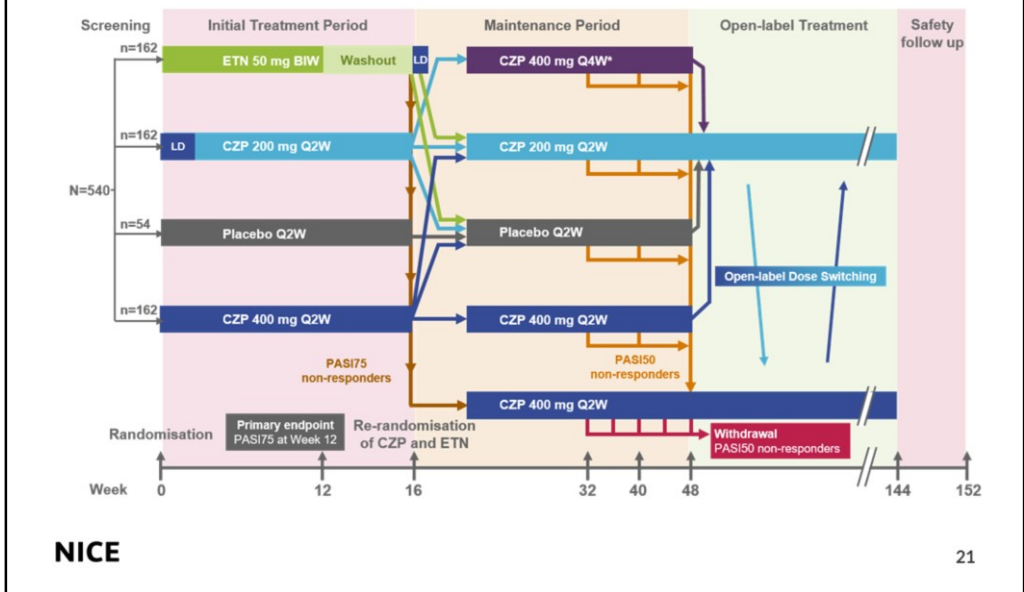 Screening
Initial Treatment Period
Maintenance Period
Open-label Treatment
Safety
follow up
n=162
ETN 50 mg BIW
Washout
LD
CZP 400 mg Q4W*
n=162
LD
CZP 200 mg Q2W
CZP 200 mg Q2W
N=540
n=54
Placebo Q2W
Placebo Q2W
Open-label Dose Switching
n=162
CZP 400 mg Q2W
CZP 400 mg Q2W
PASI75
non-responders
PASI50
non-responders
CZP 400 mg Q2W
Randomisation
Primary endpoint
PASI75 at Week 12
Re-randomisation
of CZP and ETN
Withdrawal
PASI50 non-responders
Week
0
12
16
32
40
48
144
152
NICE
21